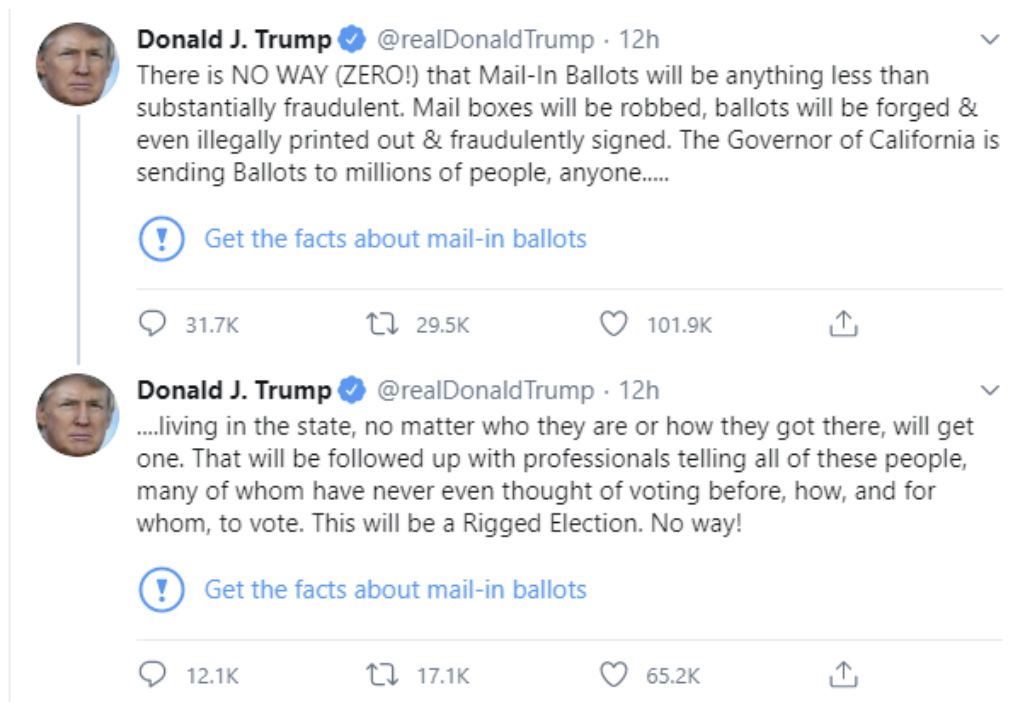 Donald J. Trump @realDonaldTrump · 12h
There is NO WAY (ZERO!) that Mail-In Ballots will be anything less than
substantially fraudulent. Mail boxes will be robbed, ballots will be forged &
even illegally printed out & fraudulently signed. The Governor of California is
sending Ballots to millions of people, anyone.....
Get the facts about mail-in ballots
31.7K 29.5K 101.9K
Donald J. Trump @realDonaldTrump · 12h
....living in the state, no matter who they are or how they got there, will get
one. That will be followed up with professionals telling all of these people,
many of whom have never even thought of voting before, how, and for
whom, to vote. This will be a Rigged Election. No way!
Get the facts about mail-in ballots
12.1K 17.1K 65.2K